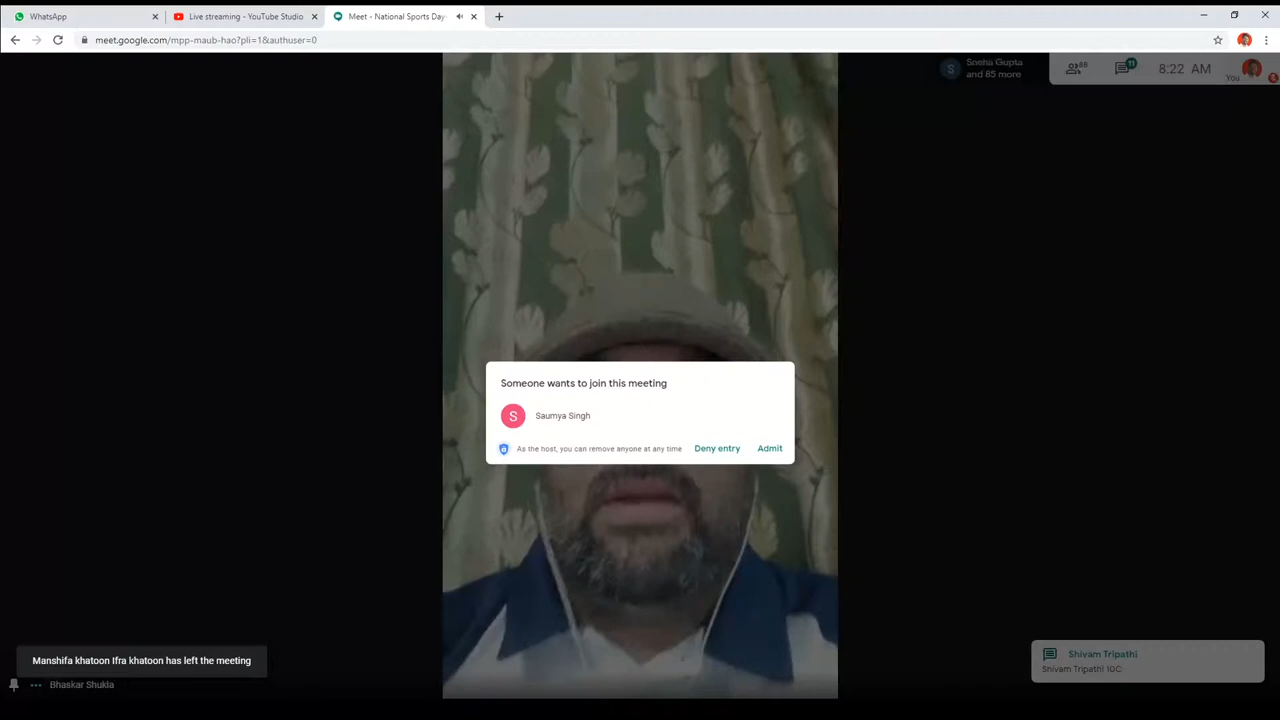 WhatsApp
Live streaming - YouTube Studio
Meet - National Sports Day
meet.google.com/mpp-maub-hao?pli=1&authuser=0
S
Sneha Gupta
and 85 more
88
11
8:22 AM
You
Someone wants to join this meeting
S
Saumya Singh
As the host, you can remove anyone at any time
Deny entry
Admit
Manshifa khatoon Ifra khatoon has left the meeting
Bhaskar Shukla
Shivam Tripathi
Shivam Tripathi 10C